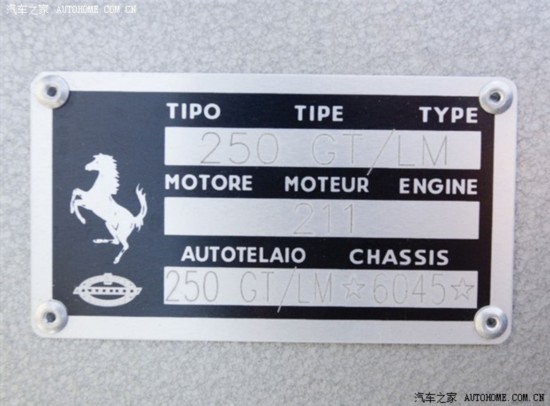 汽车之家 AUTOHOME.COM.CN
TIPO TIPE TYPE
250 GT/LM
MOTORE MOTEUR ENGINE
211
AUTOTELAIO CHASSIS
250 GT/LM☆6045☆
汽车之家 AUTOHOME.COM.CN